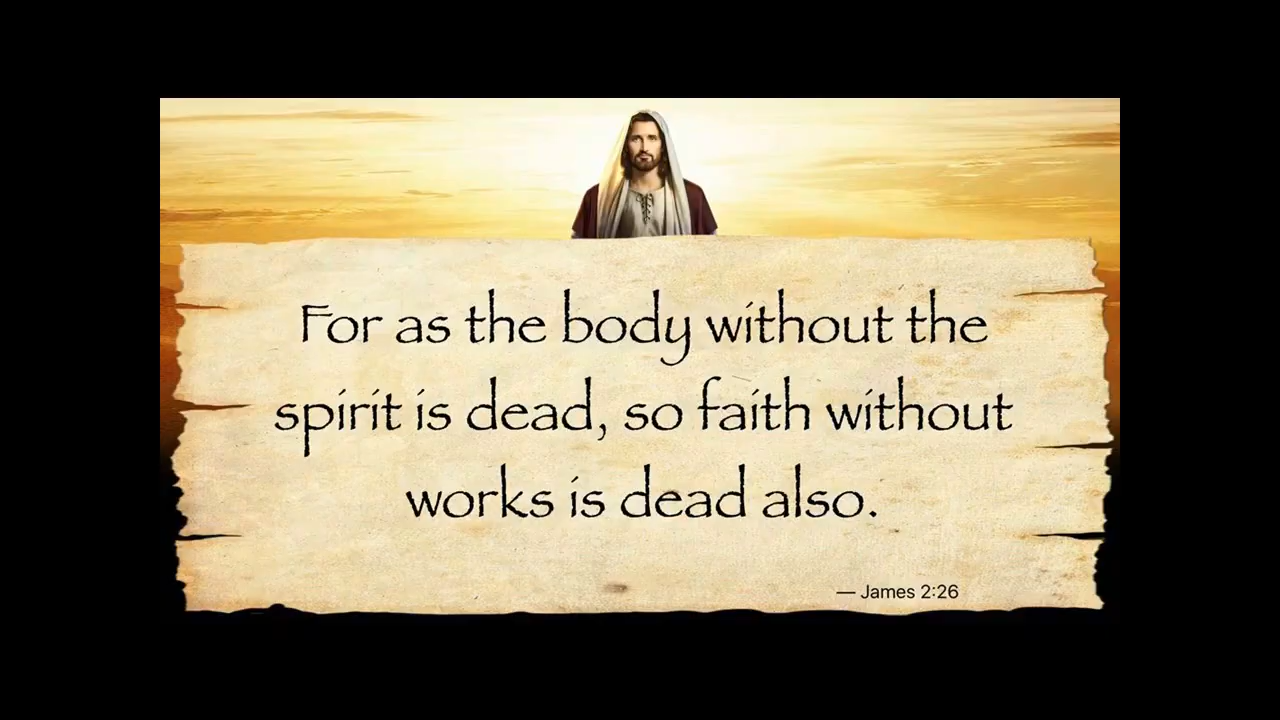 For as the body without the
spirit is dead, so faith without
works is dead also.
— James 2:26